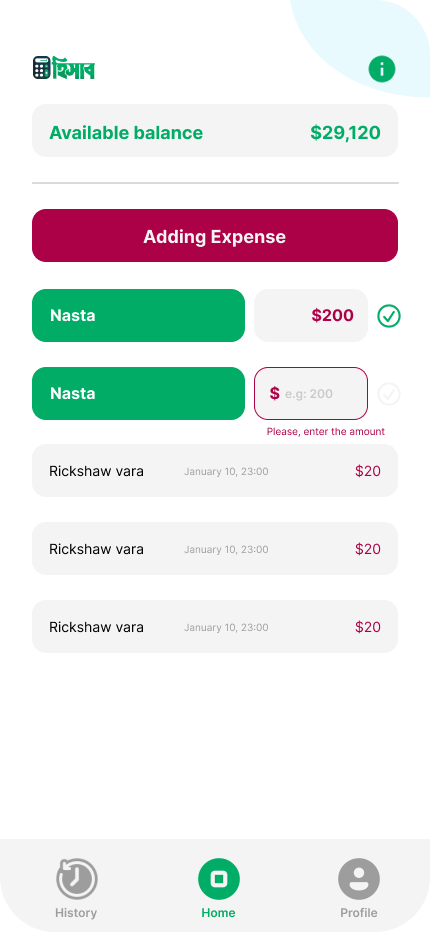 হিসাব
Available balance $29,120
Adding Expense
Nasta $200
Nasta $ e.g: 200
Please, enter the amount
Rickshaw vara January 10, 23:00 $20
Rickshaw vara January 10, 23:00 $20
Rickshaw vara January 10, 23:00 $20
History Home Profile